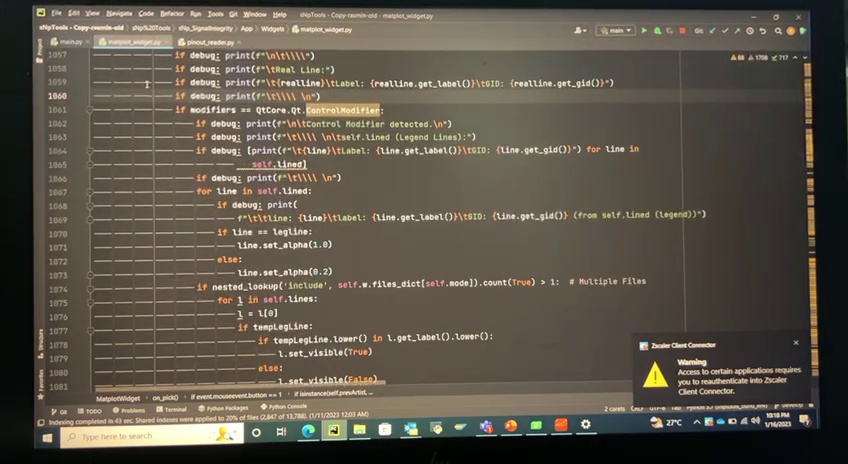 File Edit View Navigate Code Refactor Run Tools Git Window Help
sNpTools - Copy-rasmin-old - matplot_widget.py
sNpTools - Copy-rasmin-old
sNp%20Tools
sNp_SignalIntegrity
App
Widgets
matplot_widget.py
main
Git:
main.py
matplot_widget.py
pinout_reader.py
88 1708 717
Project
1057 if debug: print(f"\n\t\\\\")
1058 if debug: print(f"\tReal Line:")
1059 if debug: print(f"\t{realline}\tLabel: {realline.get_label()}\tGID: {realline.get_gid()}")
1060 if debug: print(f"\t\\\\ \n")
1061 if modifiers == QtCore.Qt.ControlModifier:
1062 if debug: print(f"\n\tControl Modifier detected.\n")
1063 if debug: print(f"\t\\\\ \n\tself.lined (Legend Lines):")
1064 if debug: [print(f"\t{line}\tLabel: {line.get_label()}\tGID: {line.get_gid()}") for line in
1065 self.lined]
1066 if debug: print(f"\t\\\\ \n")
1067 for line in self.lined:
1068 if debug: print(
1069 f"\t\tline: {line}\tlabel: {line.get_label()}\tGID: {line.get_gid()} (from self.lined (legend))")
1070 if line == legline:
1071 line.set_alpha(1.0)
1072 else:
1073 line.set_alpha(0.2)
1074 if nested_lookup('include', self.w.files_dict[self.mode]).count(True) > 1: # Multiple Files
1075 for l in self.lines:
1076 l = l[0]
1077 if tempLegLine:
1078 if tempLegLine.lower() in l.get_label().lower():
1079 l.set_visible(True)
1080 else:
1081 l.set_visible(False)
Structure
Favorites
Zscaler Client Connector
Warning
Access to certain applications requires
you to reauthenticate into Zscaler
Client Connector.
MatplotWidget
on_pick()
if event.mouseevent.button == 1
if isinstance(self.prevArtist, ...
Git
TODO
Problems
Terminal
Python Packages
Python Console
Indexing completed in 43 sec. Shared indexes were applied to 20% of files (2,847 of 13,788). (1/11/2023 12:03 AM)
2 carets
Type here to search
27°C
10:18 PM
1/16/2023